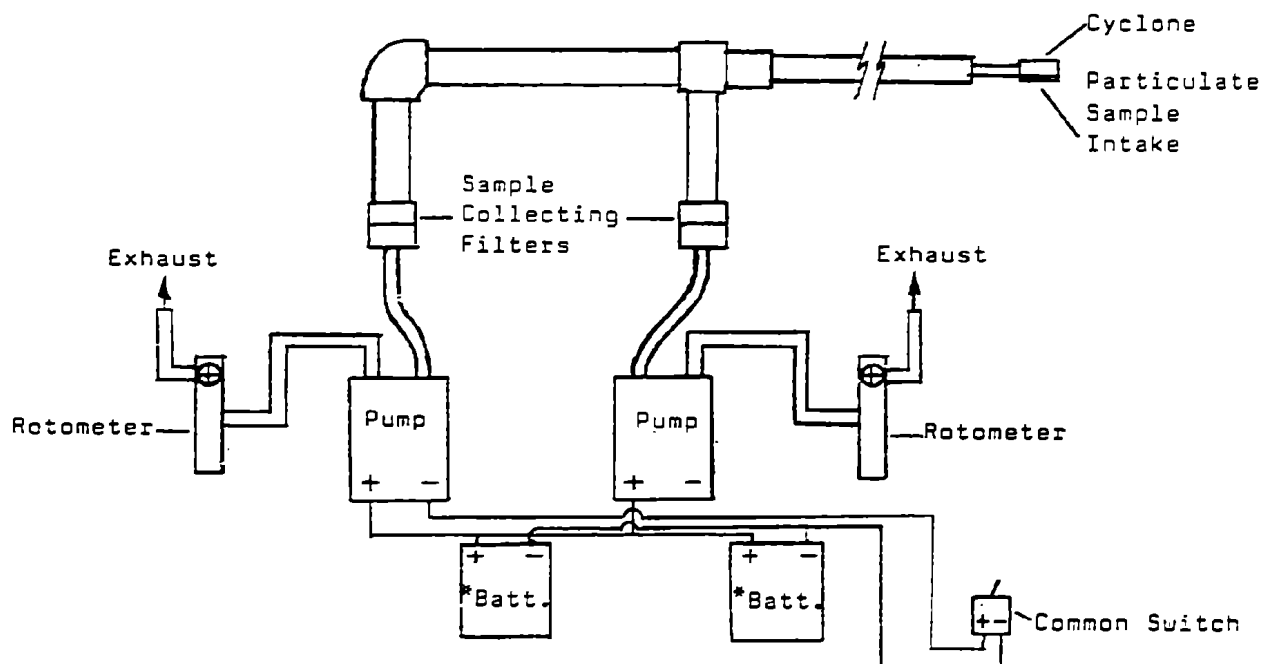 Cyclone
Particulate
Sample
Intake
Sample
Collecting
Filters
Exhaust
Exhaust
Rotometer
Pump
+ −
Pump
+ −
Rotometer
+ −
*Batt.
+ −
*Batt.
+−
Common Switch